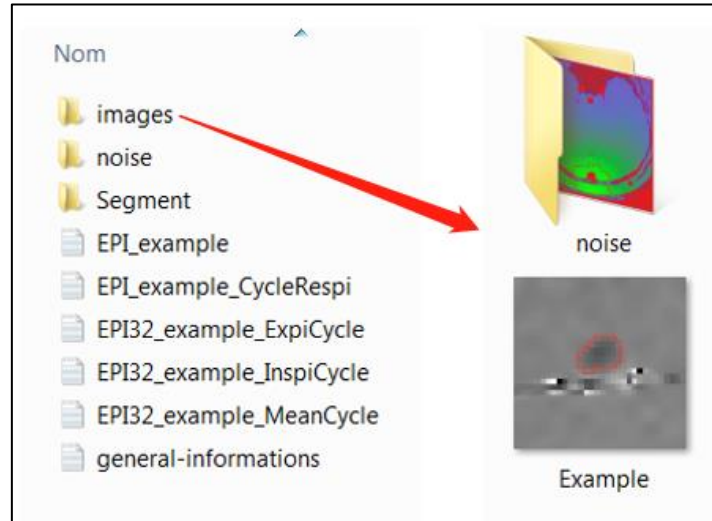 Nom
images
noise
Segment
EPI_example
EPI_example_CycleRespi
EPI32_example_ExpiCycle
EPI32_example_InspiCycle
EPI32_example_MeanCycle
general-informations
noise
Example